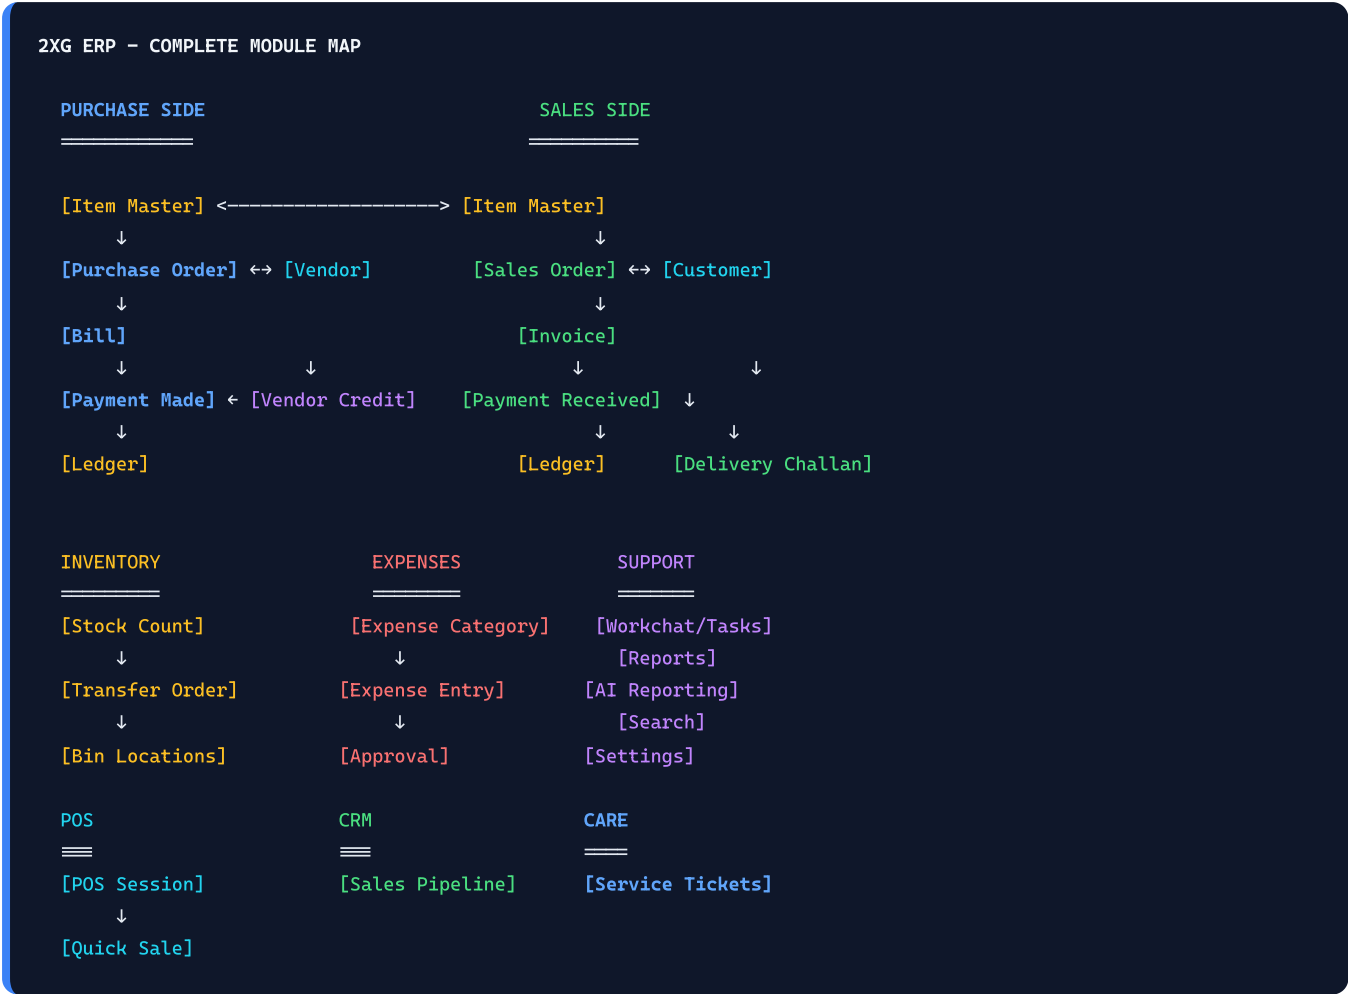 2XG ERP — COMPLETE MODULE MAP
PURCHASE SIDE                              SALES SIDE
════════════                              ══════════
[Item Master] <───────────────────> [Item Master]
↓                                          ↓
[Purchase Order] ↔ [Vendor]         [Sales Order] ↔ [Customer]
↓                                          ↓
[Bill]                                   [Invoice]
↓                ↓                       ↓               ↓
[Payment Made] ← [Vendor Credit]    [Payment Received]  ↓
↓                                          ↓           ↓
[Ledger]                                 [Ledger]      [Delivery Challan]
INVENTORY                   EXPENSES              SUPPORT
═════════                   ════════              ═══════
[Stock Count]             [Expense Category]    [Workchat/Tasks]
↓                        ↓                   [Reports]
[Transfer Order]         [Expense Entry]       [AI Reporting]
↓                        ↓                   [Search]
[Bin Locations]          [Approval]            [Settings]
POS                      CRM                   CARE
═══                      ═══                   ════
[POS Session]            [Sales Pipeline]      [Service Tickets]
↓
[Quick Sale]